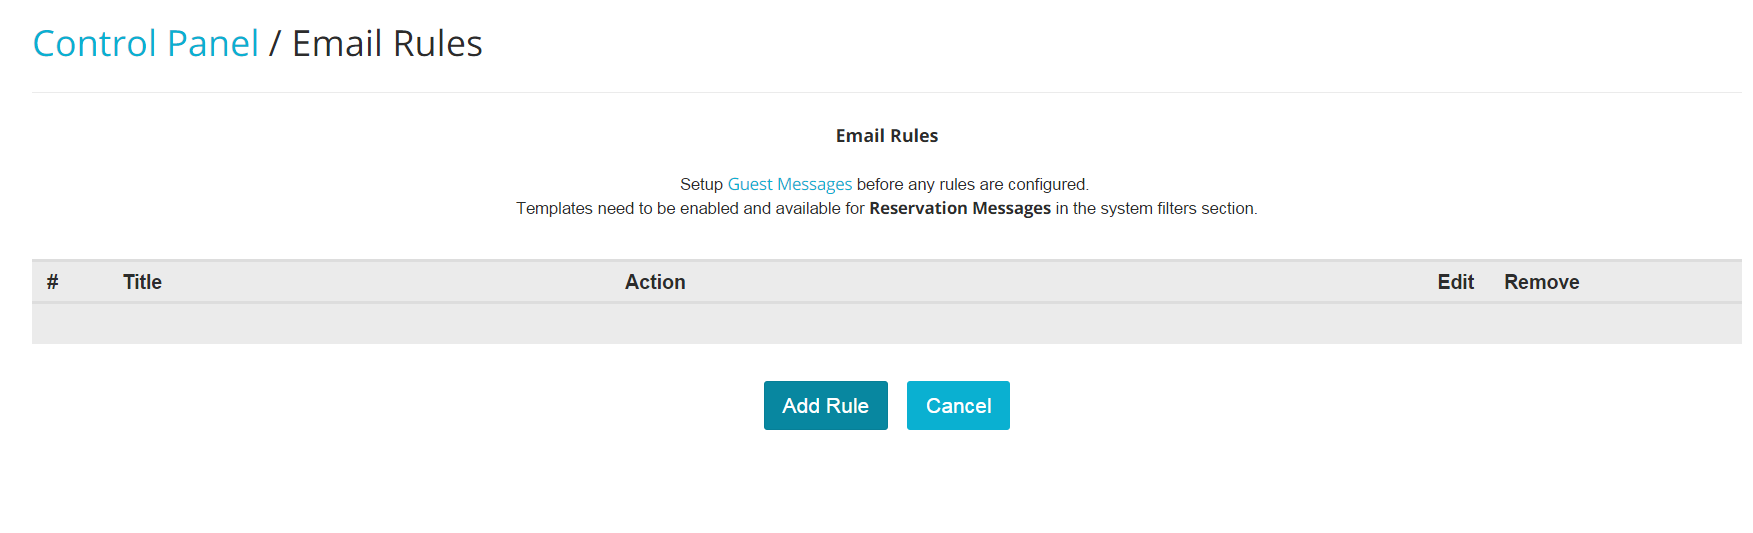 Control Panel / Email Rules
Email Rules
Setup Guest Messages before any rules are configured.
Templates need to be enabled and available for Reservation Messages in the system filters section.
# Title Action Edit Remove
Add Rule Cancel